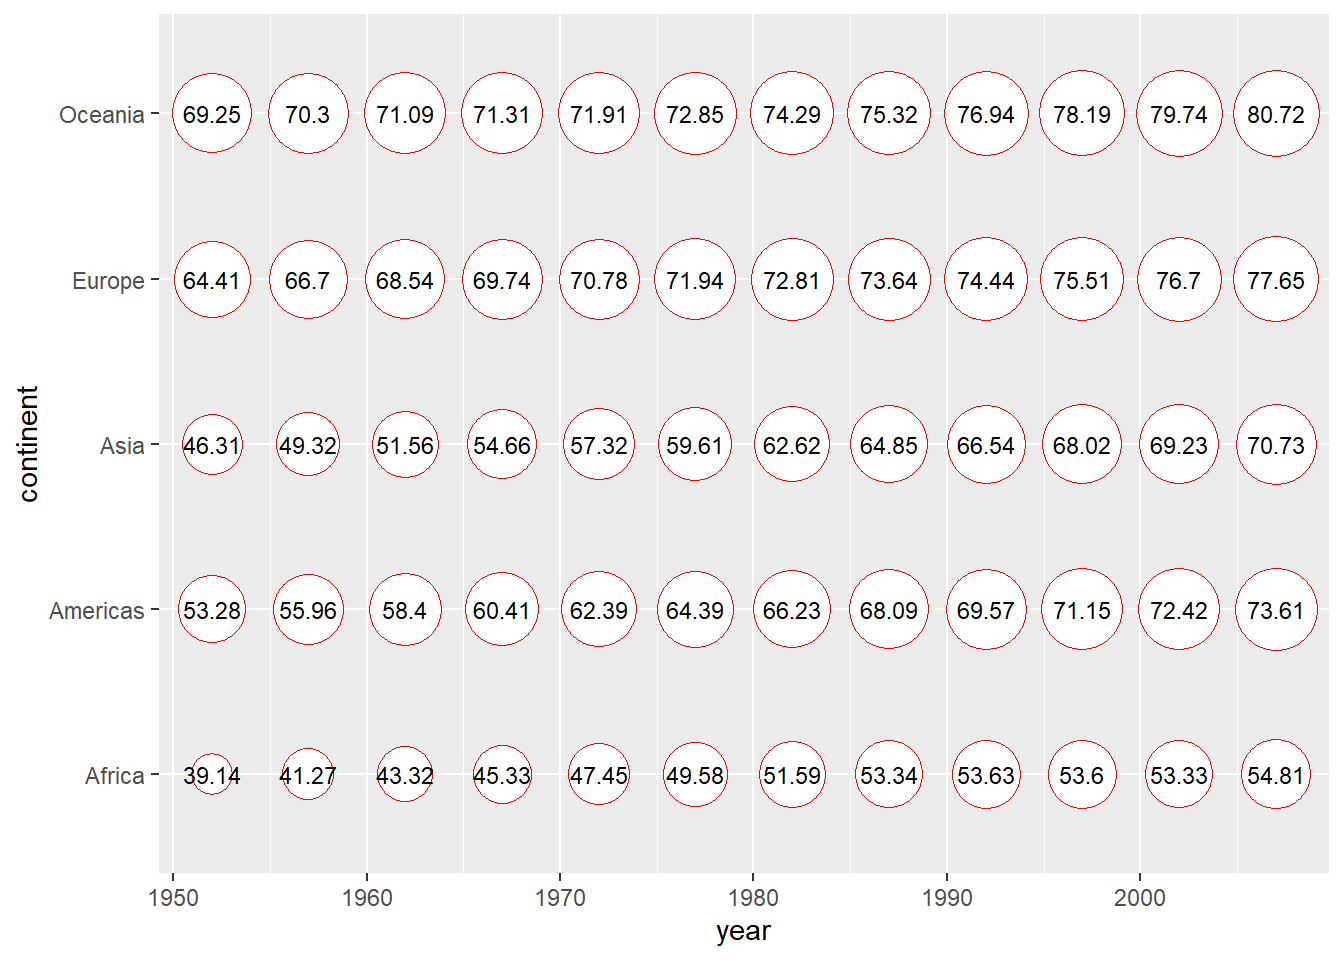 Oceania 69.25 70.3 71.09 71.31 71.91 72.85 74.29 75.32 76.94 78.19 79.74 80.72
Europe 64.41 66.7 68.54 69.74 70.78 71.94 72.81 73.64 74.44 75.51 76.7 77.65
Asia 46.31 49.32 51.56 54.66 57.32 59.61 62.62 64.85 66.54 68.02 69.23 70.73
continent
Americas 53.28 55.96 58.4 60.41 62.39 64.39 66.23 68.09 69.57 71.15 72.42 73.61
Africa 39.14 41.27 43.32 45.33 47.45 49.58 51.59 53.34 53.63 53.6 53.33 54.81
1950 1960 1970 1980 1990 2000
year